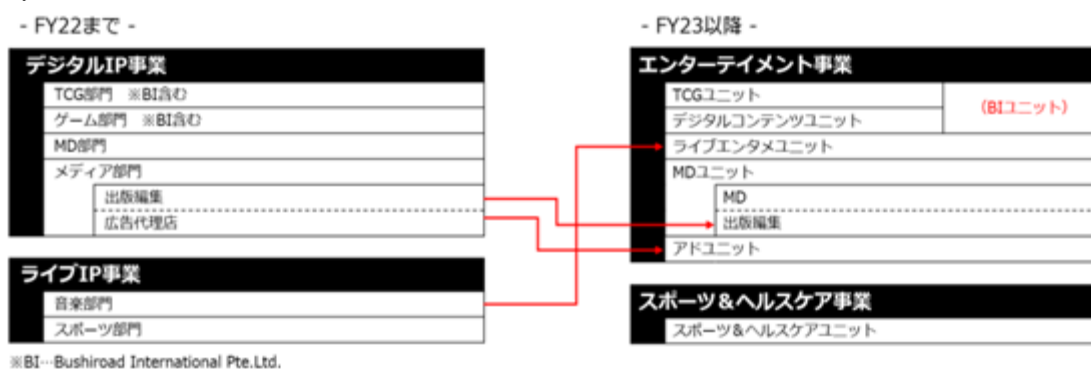 - FY22まで -
デジタルIP事業
TCG部門 ※BI含む
ゲーム部門 ※BI含む
MD部門
メディア部門
出版編集
広告代理店
ライブIP事業
音楽部門
スポーツ部門
※BI…Bushiroad International Pte.Ltd.
- FY23以降 -
エンターテイメント事業
TCGユニット
デジタルコンテンツユニット
(BIユニット)
ライブエンタメユニット
MDユニット
MD
出版編集
アドユニット
スポーツ&ヘルスケア事業
スポーツ&ヘルスケアユニット